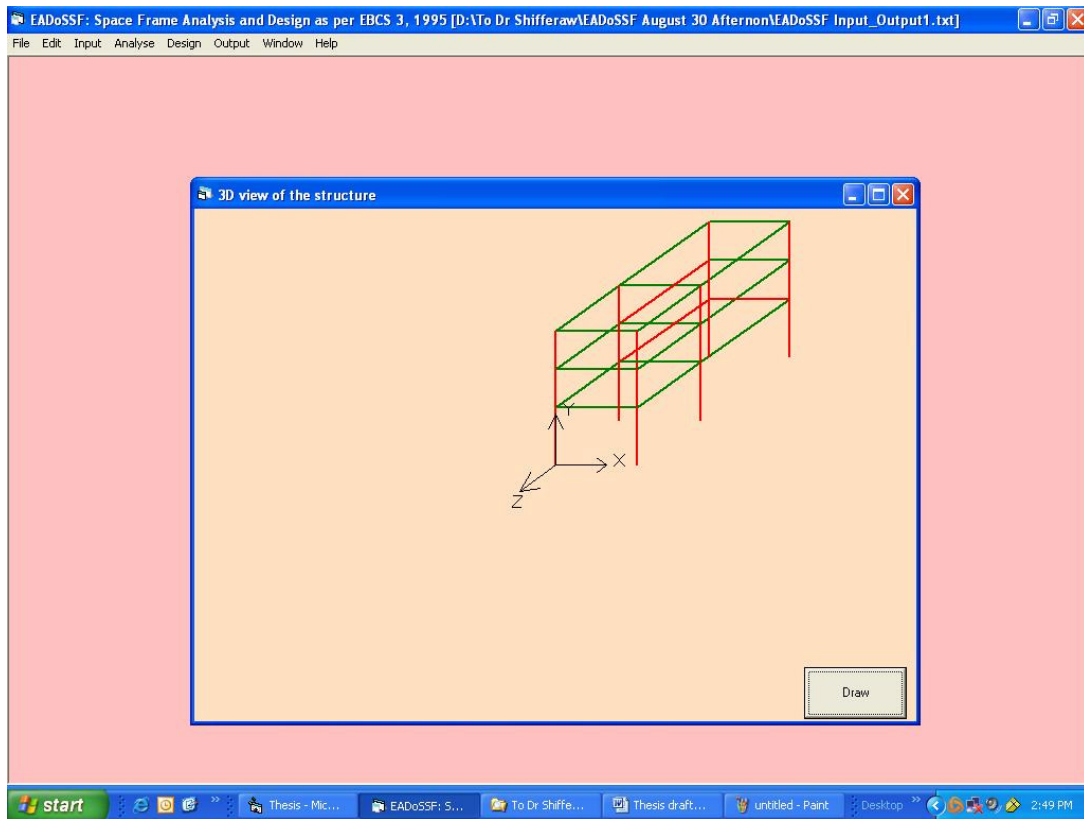 EADoSSF: Space Frame Analysis and Design as per EBCS 3, 1995 [D:\To Dr Shifferaw\EADoSSF August 30 Afternon\EADoSSF Input_Output1.txt]
File Edit Input Analyse Design Output Window Help
3D view of the structure
Y
X
Z
Draw
start
Thesis - Mic...
EADoSSF: S...
To Dr Shiffe...
Thesis draft...
untitled - Paint
Desktop
2:49 PM